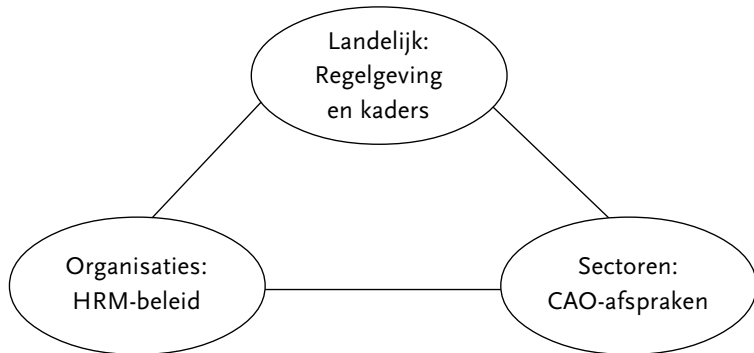 Landelijk:
Regelgeving
en kaders
Organisaties:
HRM-beleid
Sectoren:
CAO-afspraken